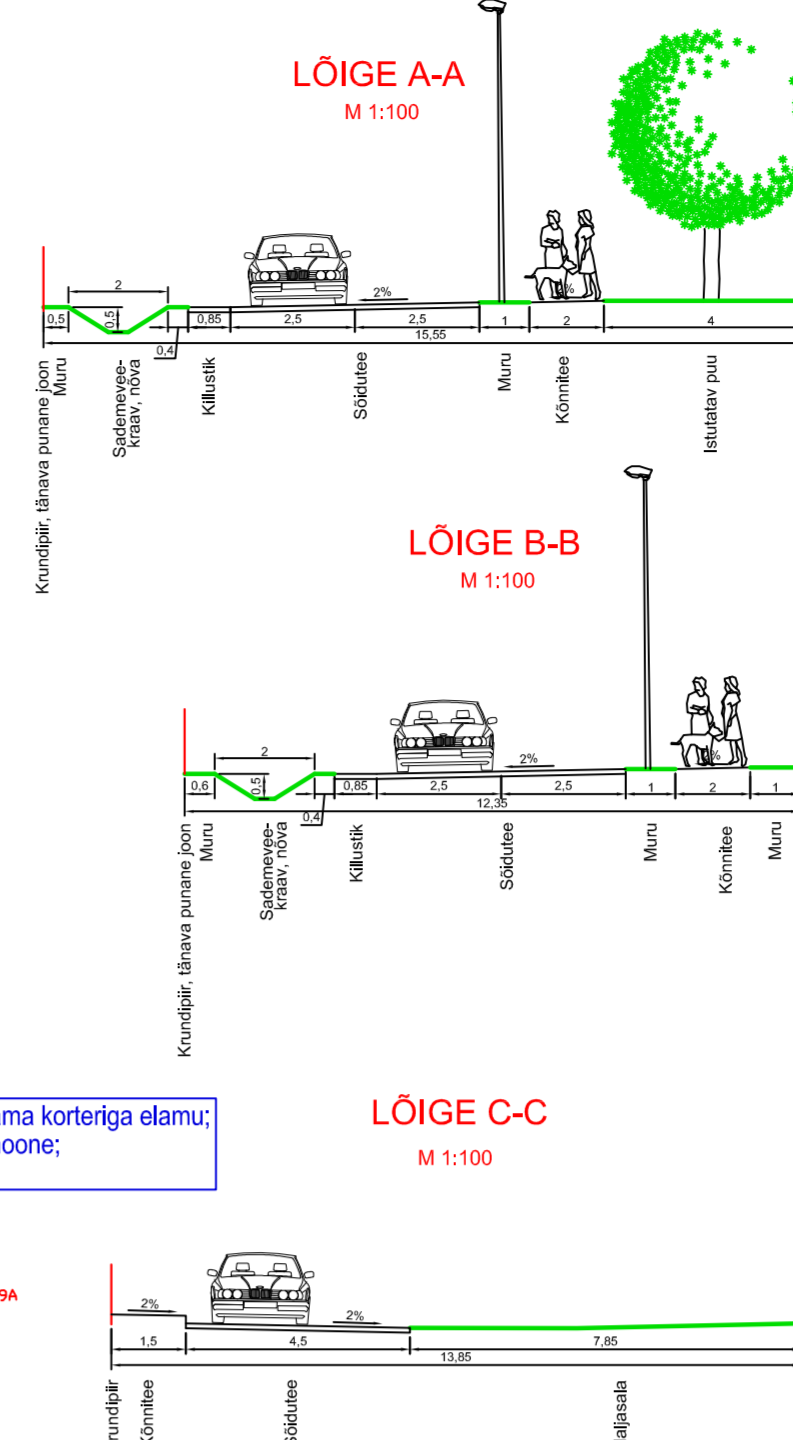 LÕIGE A-A
M 1:100
2
2%
2%
0,5
0,5
0,4
0,85
2,5
2,5
1
2
4
15,55
Krundipiir, tänava punane joon
Muru
Sademevee-
kraav, nõva
Killustik
Sõidutee
Muru
Kõnnitee
Istutatav puu
LÕIGE B-B
M 1:100
2
2%
0,6
0,5
0,4
0,85
2,5
2,5
1
2
1
12,35
Krundipiir, tänava punane joon
Muru
Sademevee-
kraav, nõva
Killustik
Sõidutee
Muru
Kõnnitee
Muru
korteriga elamu;
LÕIGE C-C
M 1:100
9A
2%
2%
1,5
4,5
7,85
13,85
Kõnnitee
Sõidutee